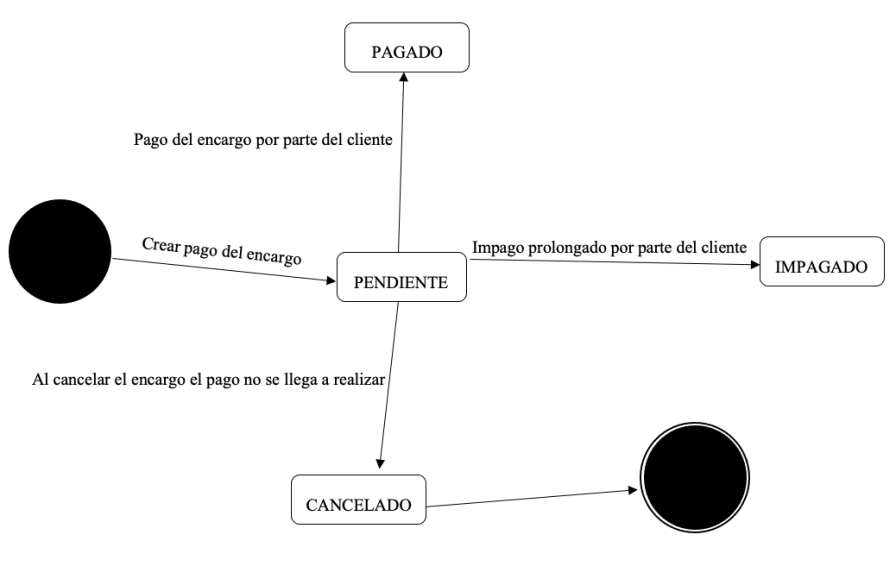 PAGADO
Pago del encargo por parte del cliente
Crear pago del encargo
Impago prolongado por parte del cliente
IMPAGADO
PENDIENTE
Al cancelar el encargo el pago no se llega a realizar
CANCELADO